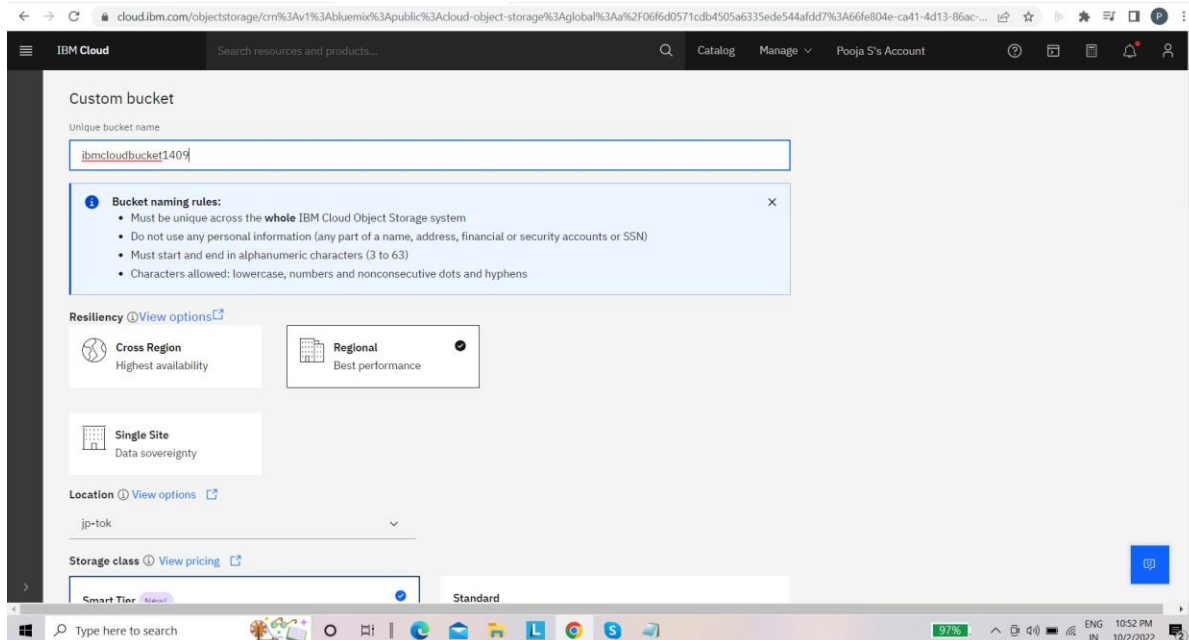 cloud.ibm.com/objectstorage/crn%3Av1%3Abluemix%3Apublic%3Acloud-object-storage%3Aglobal%3Aa%2F06f6d0571cdb4505a6335ede544afdd7%3A66fe804e-ca41-4d13-86ac-...
P
IBM Cloud
Search resources and products...
Catalog
Manage
Pooja S's Account
Custom bucket
Unique bucket name
ibmcloudbucket1409
Bucket naming rules:
• Must be unique across the whole IBM Cloud Object Storage system
• Do not use any personal information (any part of a name, address, financial or security accounts or SSN)
• Must start and end in alphanumeric characters (3 to 63)
• Characters allowed: lowercase, numbers and nonconsecutive dots and hyphens
Resiliency View options
Cross Region
Highest availability
Regional
Best performance
Single Site
Data sovereignty
Location View options
jp-tok
Storage class View pricing
Smart Tier New!
Standard
Type here to search
L
S
97%
ENG
IN
10:52 PM
10/2/2022